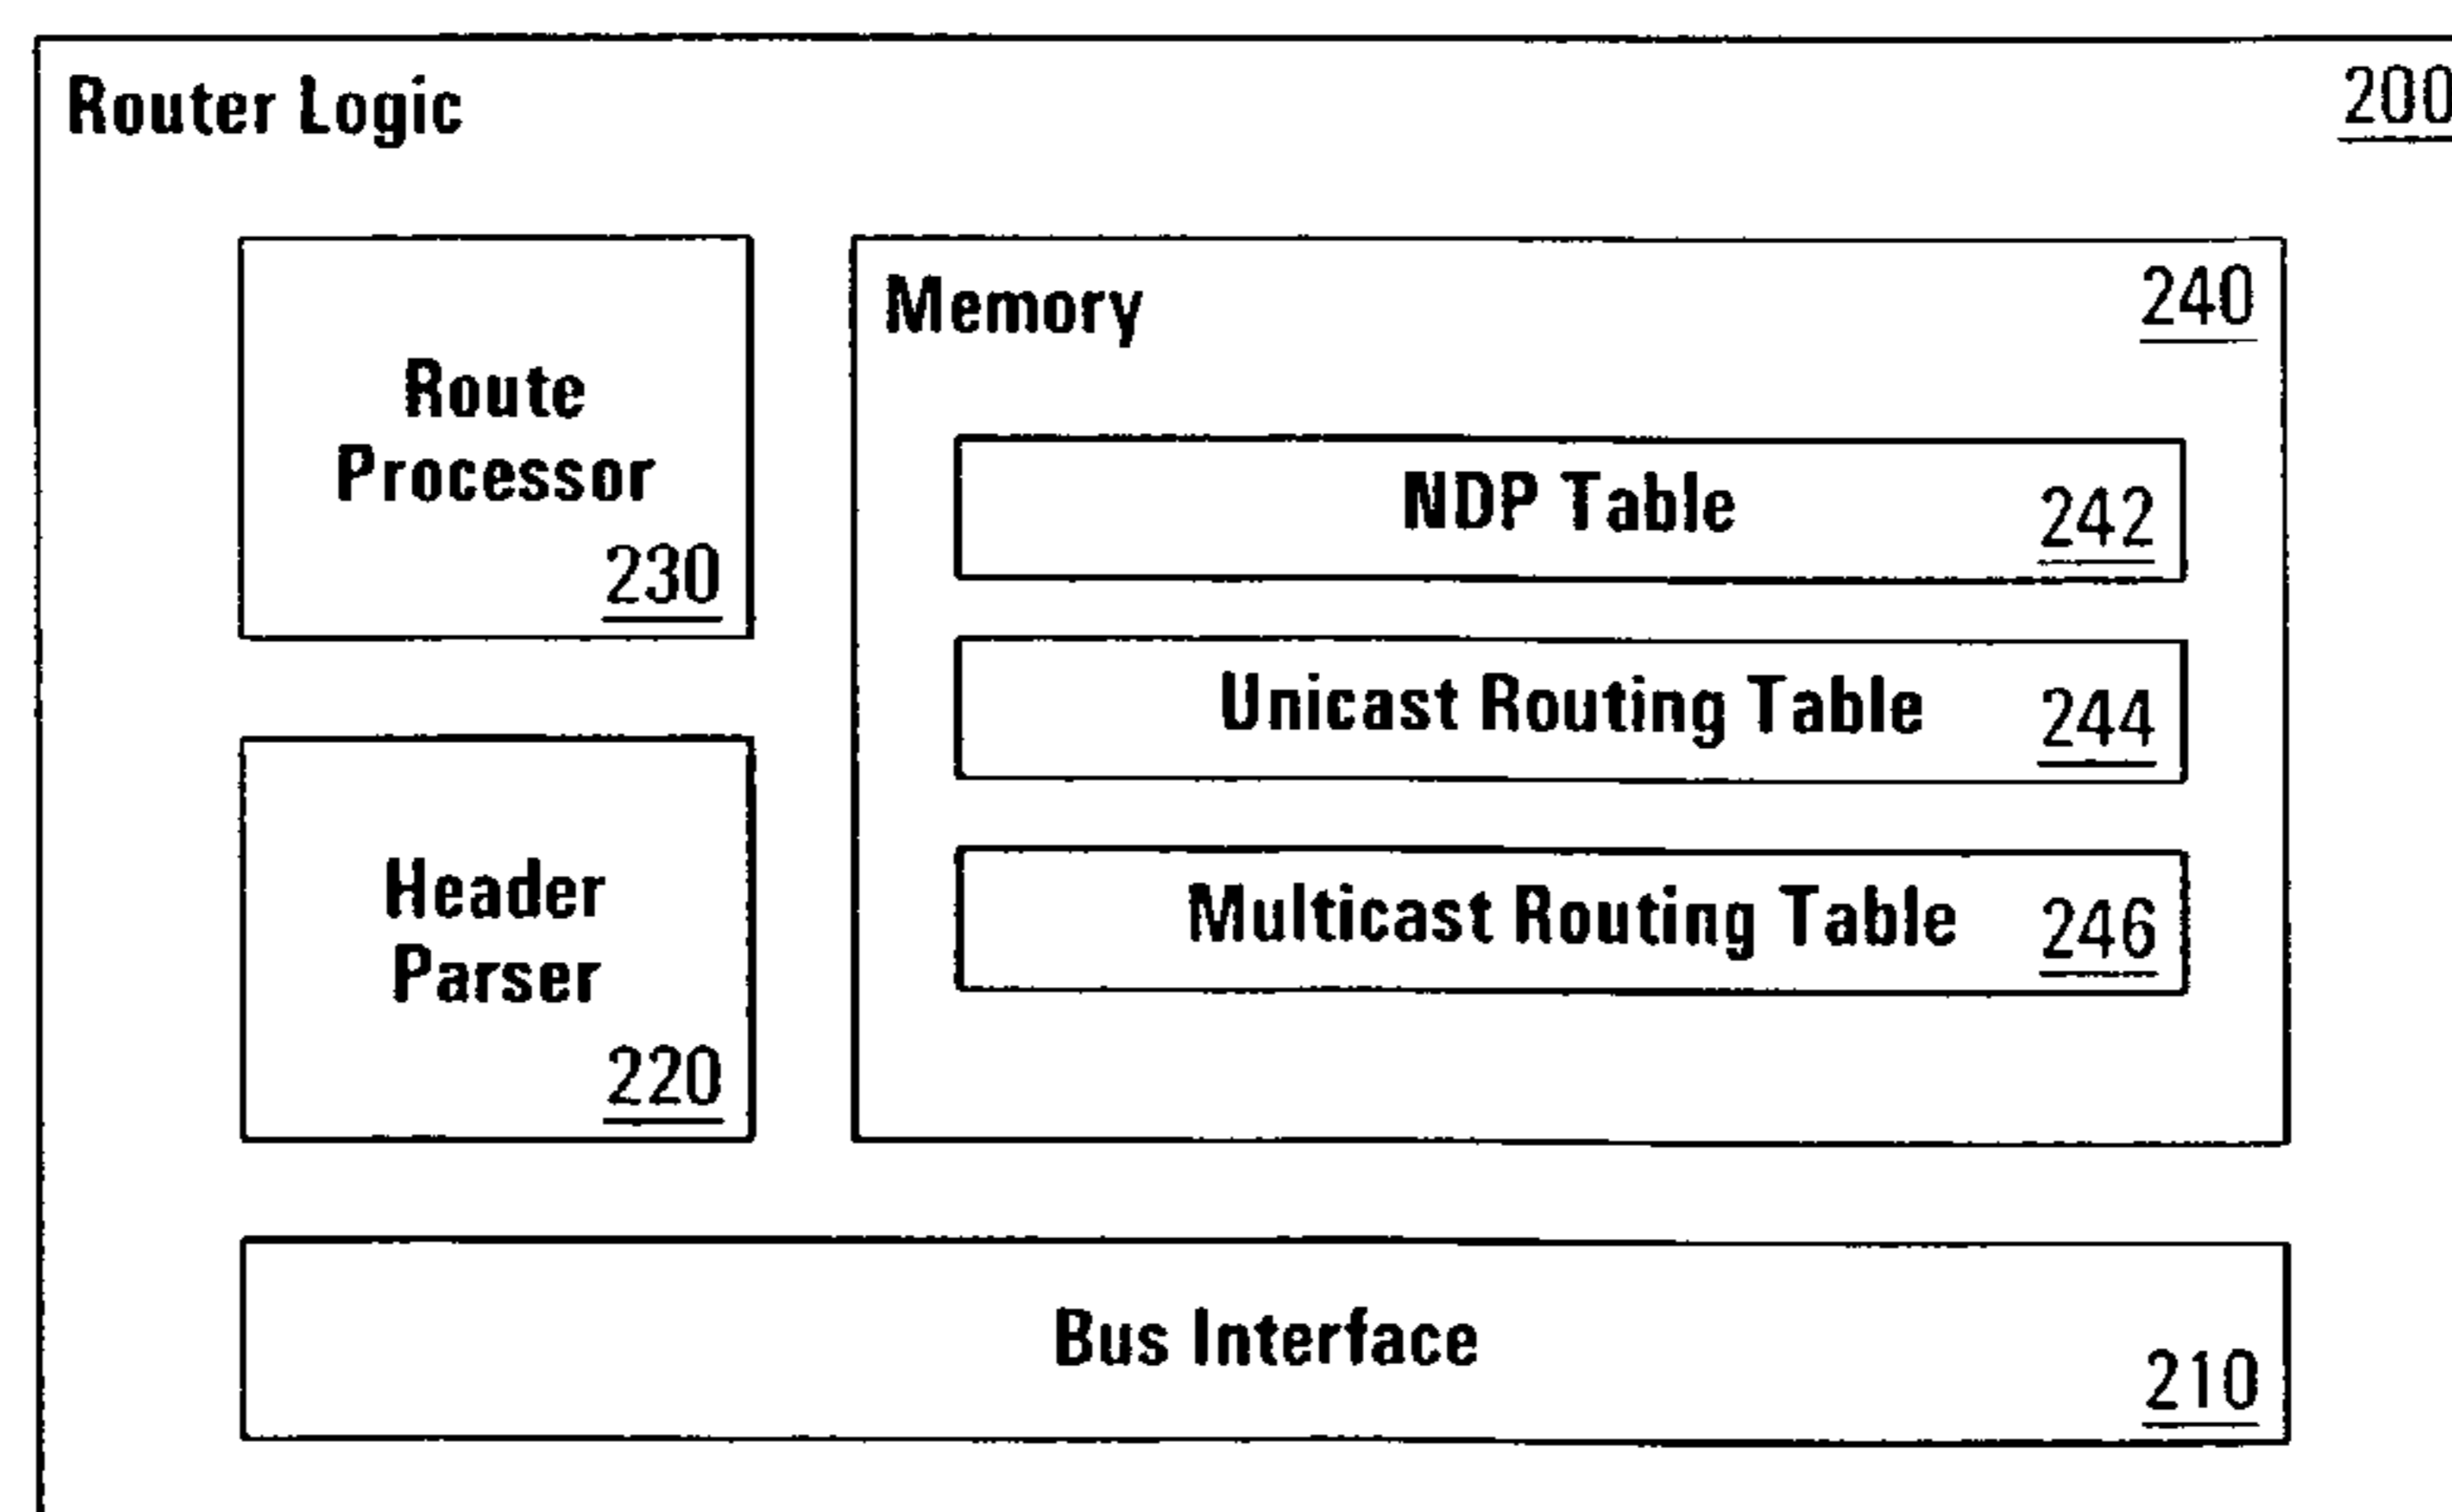 Router Logic
200
Route
Processor
230
Memory
240
NDP Table
242
Unicast Routing Table
244
Multicast Routing Table
246
Header
Parser
220
Bus Interface
210